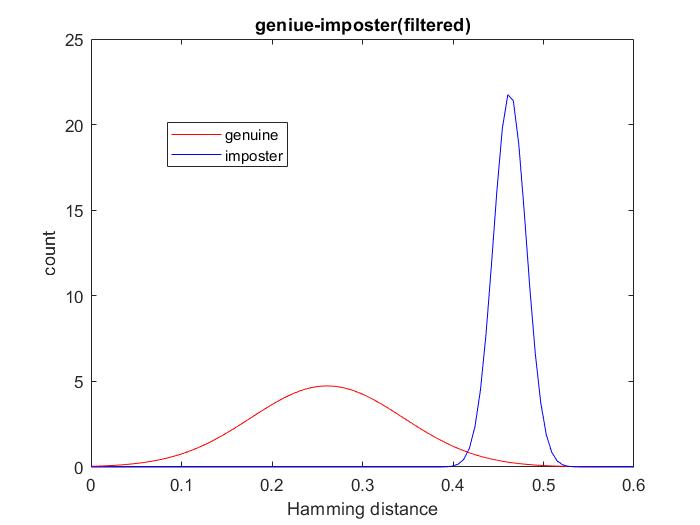 geniue-imposter(filtered)
25
20
15
10
5
0
count
genuine
imposter
0 0.1 0.2 0.3 0.4 0.5 0.6
Hamming distance